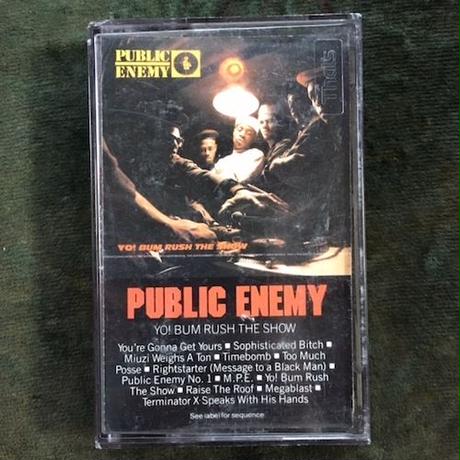 PUBLIC
ENEMY
that's
YO! BUM RUSH THE SHOW
PUBLIC ENEMY
YO! BUM RUSH THE SHOW
You're Gonna Get Yours ■ Sophisticated Bitch ■
Miuzi Weighs A Ton ■ Timebomb ■ Too Much
Posse ■ Rightstarter (Message to a Black Man) ■
Public Enemy No. 1 ■ M.P.E. ■ Yo! Bum Rush
The Show ■ Raise The Roof ■ Megablast ■
Terminator X Speaks With His Hands
See label for sequence